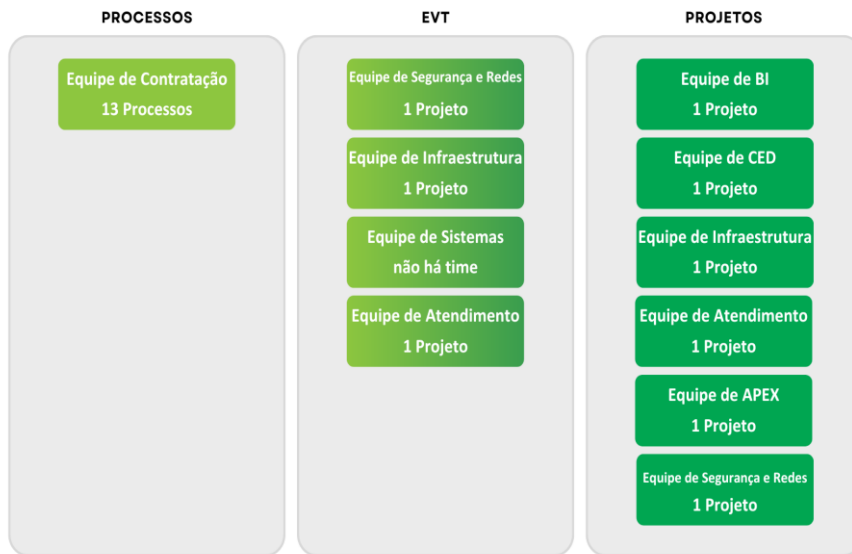 PROCESSOS
Equipe de Contratação
13 Processos
EVT
Equipe de Segurança e Redes
1 Projeto
Equipe de Infraestrutura
1 Projeto
Equipe de Sistemas
não há time
Equipe de Atendimento
1 Projeto
PROJETOS
Equipe de BI
1 Projeto
Equipe de CED
1 Projeto
Equipe de Infraestrutura
1 Projeto
Equipe de Atendimento
1 Projeto
Equipe de APEX
1 Projeto
Equipe de Segurança e Redes
1 Projeto